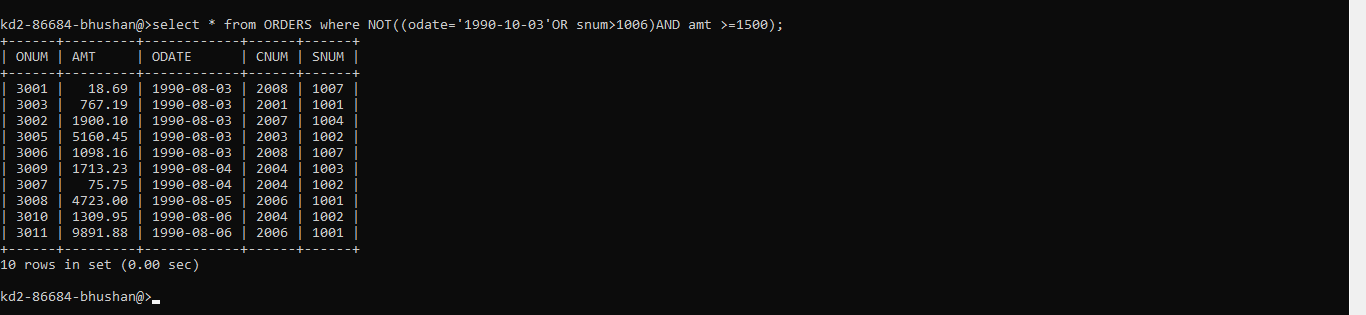 kd2-86684-bhushan@>select * from ORDERS where NOT((odate='1990-10-03'OR snum>1006)AND amt >=1500);
+------+---------+------------+------+------+
| ONUM | AMT     | ODATE      | CNUM | SNUM |
+------+---------+------------+------+------+
| 3001 |   18.69 | 1990-08-03 | 2008 | 1007 |
| 3003 |  767.19 | 1990-08-03 | 2001 | 1001 |
| 3002 | 1900.10 | 1990-08-03 | 2007 | 1004 |
| 3005 | 5160.45 | 1990-08-03 | 2003 | 1002 |
| 3006 | 1098.16 | 1990-08-03 | 2008 | 1007 |
| 3009 | 1713.23 | 1990-08-04 | 2004 | 1003 |
| 3007 |   75.75 | 1990-08-04 | 2004 | 1002 |
| 3008 | 4723.00 | 1990-08-05 | 2006 | 1001 |
| 3010 | 1309.95 | 1990-08-06 | 2004 | 1002 |
| 3011 | 9891.88 | 1990-08-06 | 2006 | 1001 |
+------+---------+------------+------+------+
10 rows in set (0.00 sec)
kd2-86684-bhushan@>